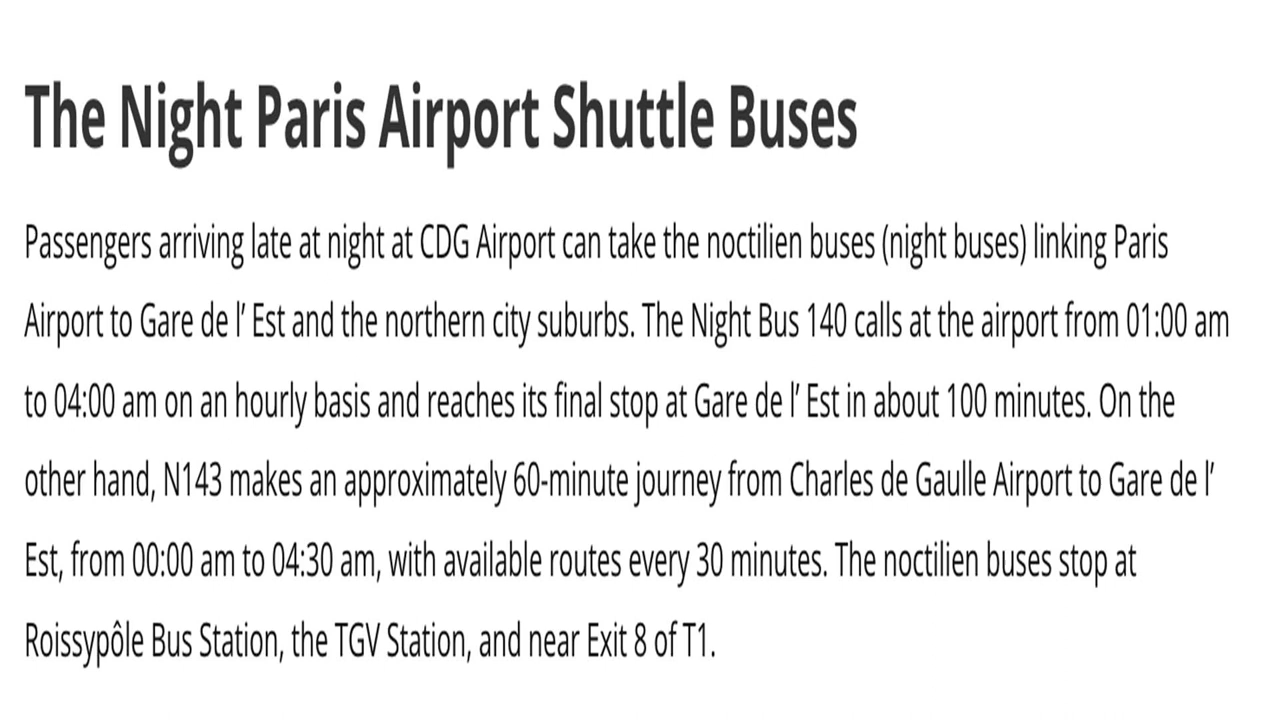 The Night Paris Airport Shuttle Buses
Passengers arriving late at night at CDG Airport can take the noctilien buses (night buses) linking Paris
Airport to Gare de l’ Est and the northern city suburbs. The Night Bus 140 calls at the airport from 01:00 am
to 04:00 am on an hourly basis and reaches its final stop at Gare de l’ Est in about 100 minutes. On the
other hand, N143 makes an approximately 60-minute journey from Charles de Gaulle Airport to Gare de l’
Est, from 00:00 am to 04:30 am, with available routes every 30 minutes. The noctilien buses stop at
Roissypôle Bus Station, the TGV Station, and near Exit 8 of T1.